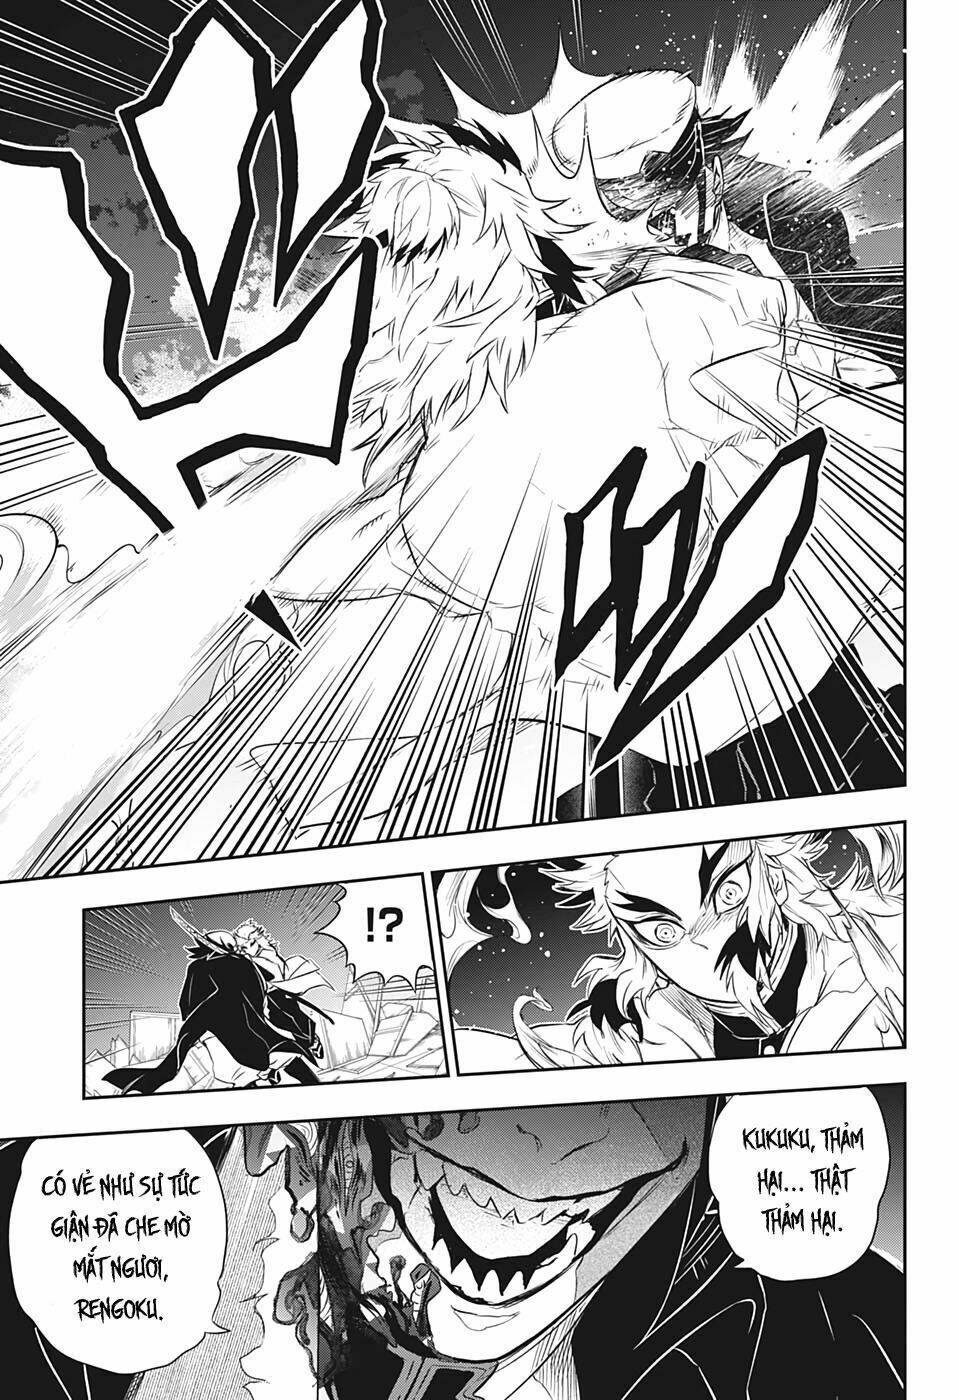 !?
KUKUKU, THẢM
HẠI... THẬT
THẢM HẠI.
CÓ VẺ NHƯ SỰ TỨC
GIẬN ĐÃ CHE MỜ
MẮT NGƯƠI,
RENGOKU.